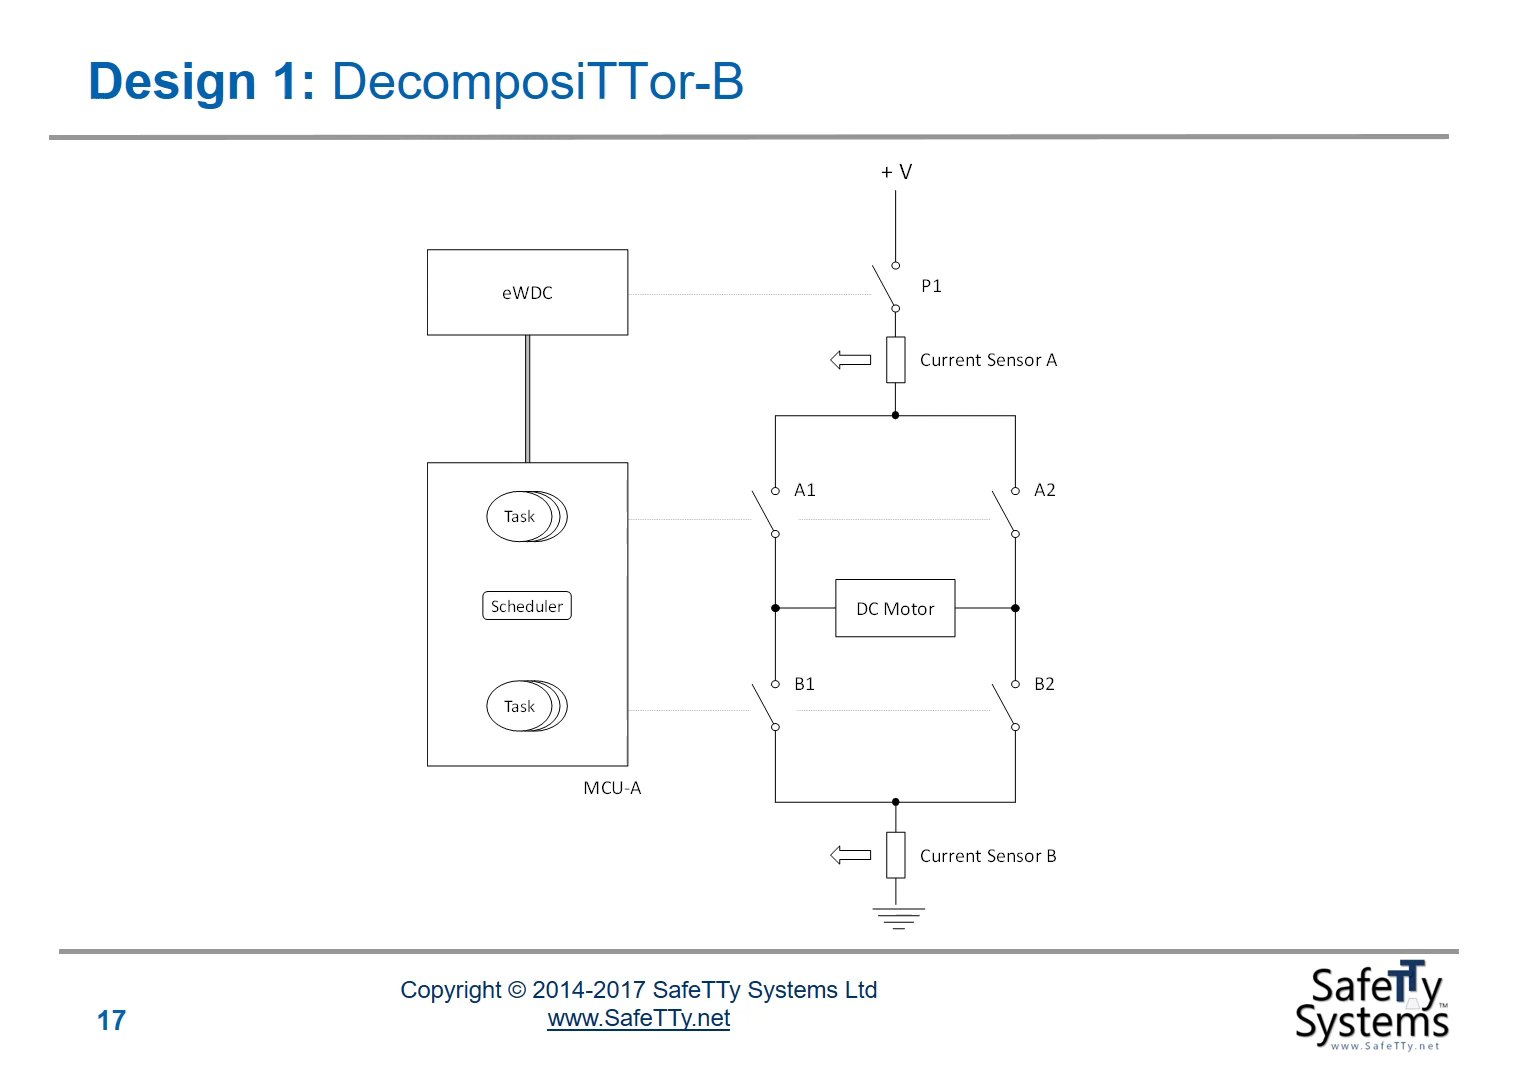 Design 1: DecomposiTTor-B
+ V
eWDC
P1
Current Sensor A
Task
A1
A2
Scheduler
DC Motor
Task
B1
B2
MCU-A
Current Sensor B
Copyright © 2014-2017 SafeTTy Systems Ltd
www.SafeTTy.net
17
SafeTTy
Systems™
www.SafeTTy.net